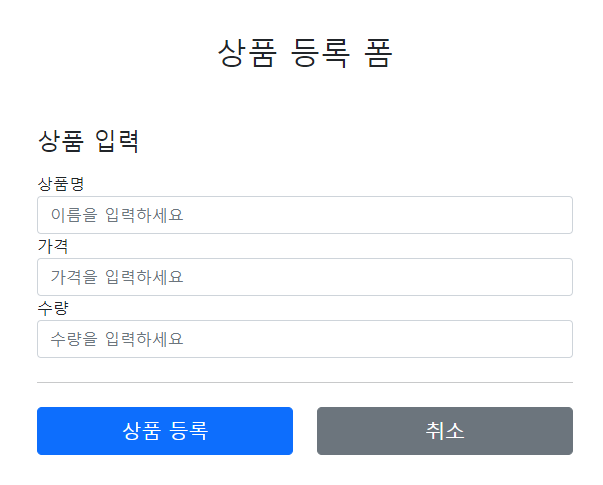 상품 등록 폼
상품 입력
상품명
이름을 입력하세요
가격
가격을 입력하세요
수량
수량을 입력하세요
상품 등록
취소